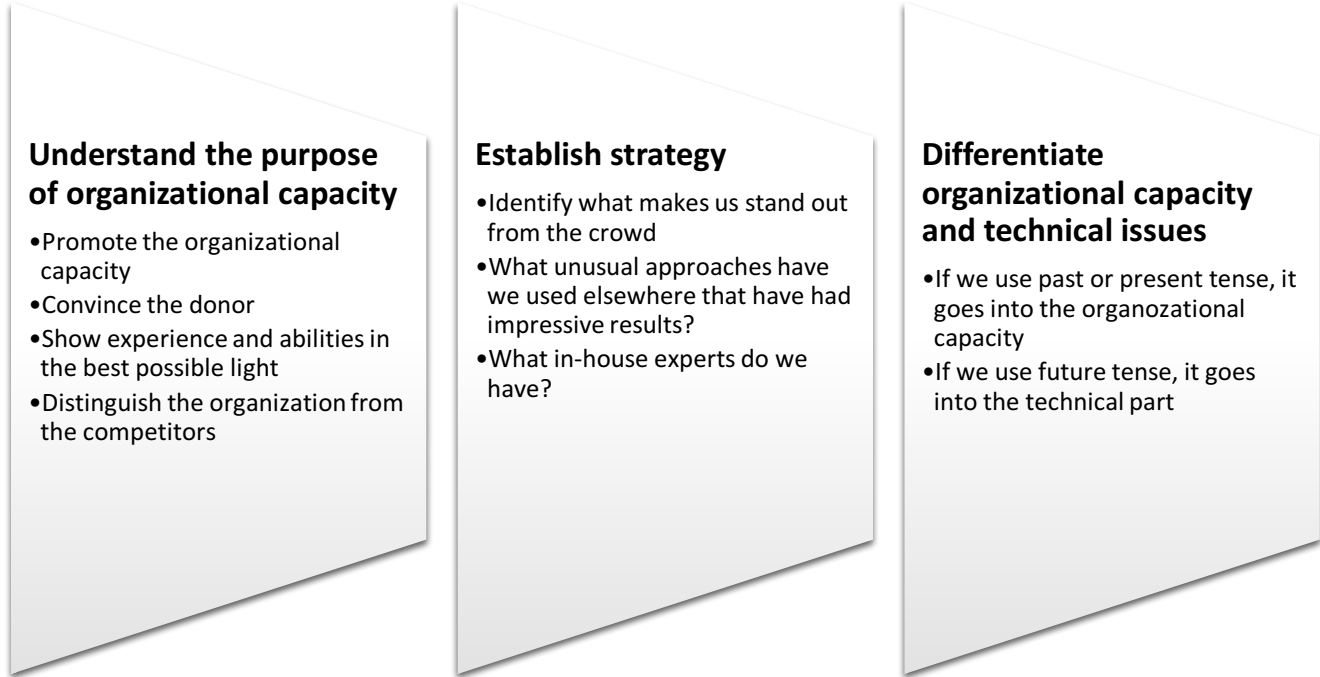 Understand the purpose
of organizational capacity
•Promote the organizational
capacity
•Convince the donor
•Show experience and abilities in
the best possible light
•Distinguish the organization from
the competitors
Establish strategy
•Identify what makes us stand out
from the crowd
•What unusual approaches have
we used elsewhere that have had
impressive results?
•What in-house experts do we
have?
Differentiate
organizational capacity
and technical issues
•If we use past or present tense, it
goes into the organozational
capacity
•If we use future tense, it goes
into the technical part